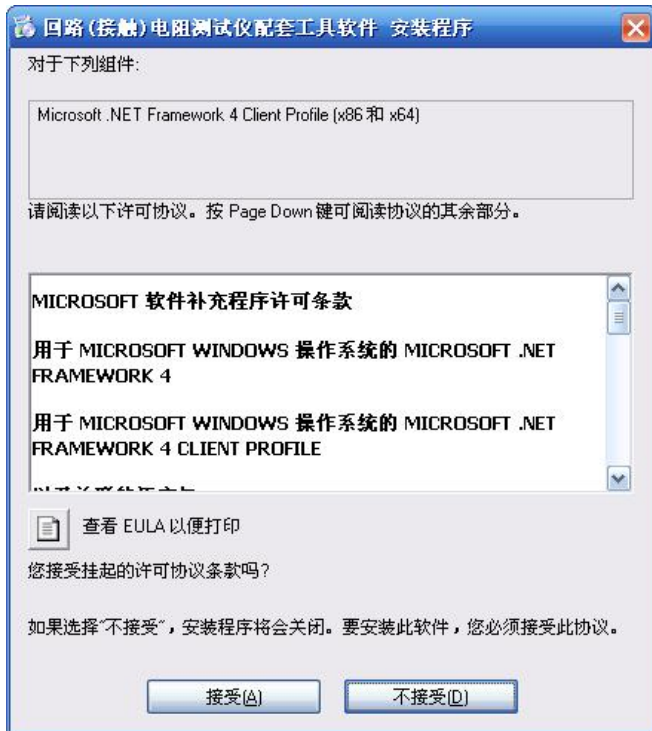 回路(接触)电阻测试仪配套工具软件 安装程序
对于下列组件:
Microsoft .NET Framework 4 Client Profile (x86 和 x64)
请阅读以下许可协议。按 Page Down 键可阅读协议的其余部分。
MICROSOFT 软件补充程序许可条款
用于 MICROSOFT WINDOWS 操作系统的 MICROSOFT .NET
FRAMEWORK 4
用于 MICROSOFT WINDOWS 操作系统的 MICROSOFT .NET
FRAMEWORK 4 CLIENT PROFILE
查看 EULA 以便打印
您接受挂起的许可协议条款吗?
如果选择“不接受”，安装程序将会关闭。要安装此软件，您必须接受此协议。
接受(A)
不接受(D)